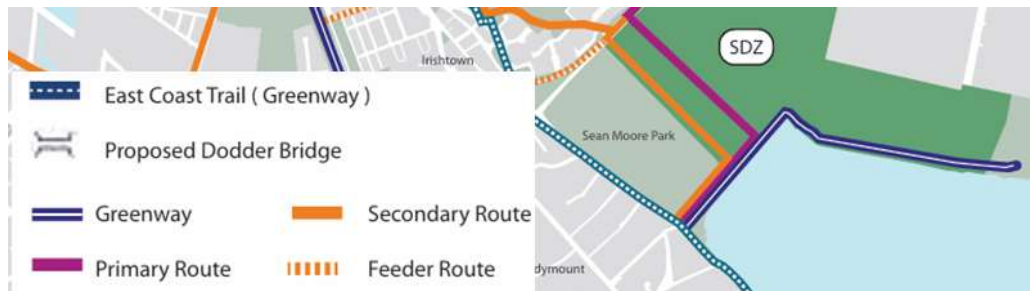 SDZ
Irishtown
East Coast Trail ( Greenway )
Sean Moore Park
Proposed Dodder Bridge
Greenway
Secondary Route
dymount
Primary Route
Feeder Route